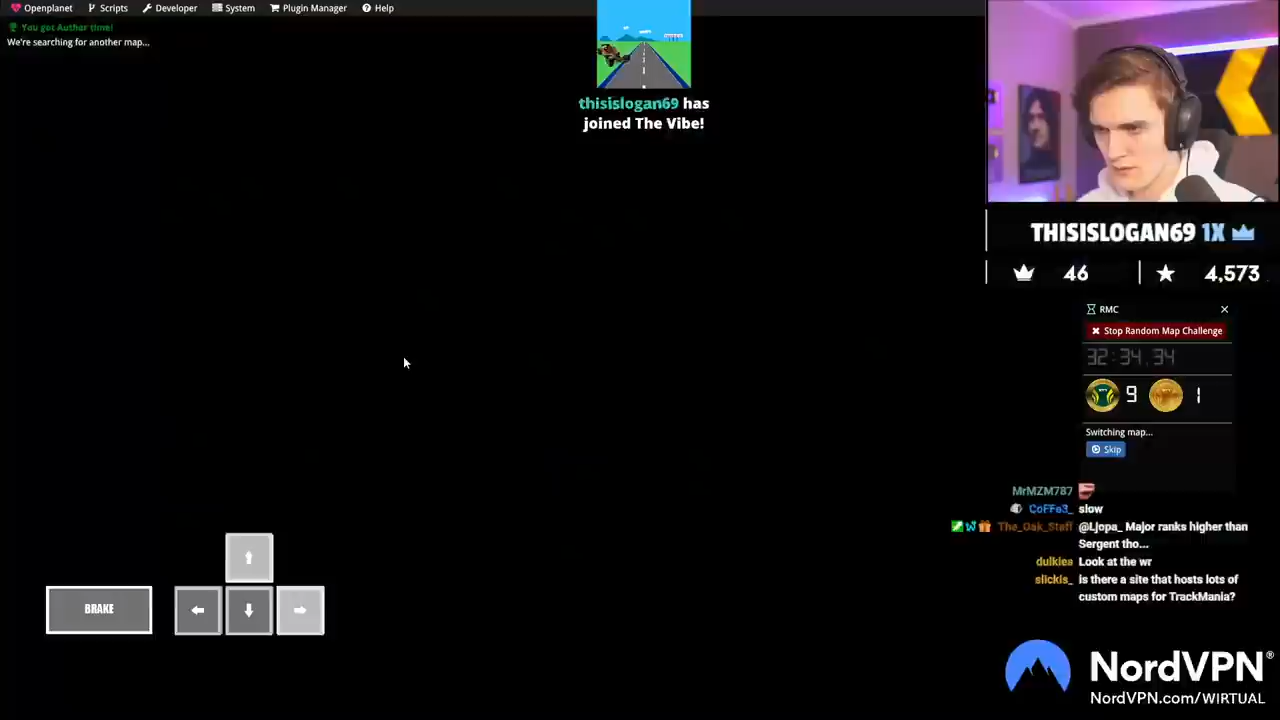 Openplanet Scripts Developer System Plugin Manager Help
You got Author time!
We're searching for another map...
thisislogan69 has
joined The Vibe!
THISISLOGAN69 1X
46 4,573
RMC
Stop Random Map Challenge
32:34.34
9 1
Switching map...
Skip
MrMZM787
CoFFe3_ slow
The_Oak_Staff @Ljopa_ Major ranks higher than
Sergent tho...
dulkies Look at the wr
slickis_ is there a site that hosts lots of
custom maps for TrackMania?
BRAKE
NordVPN®
NordVPN.com/WIRTUAL